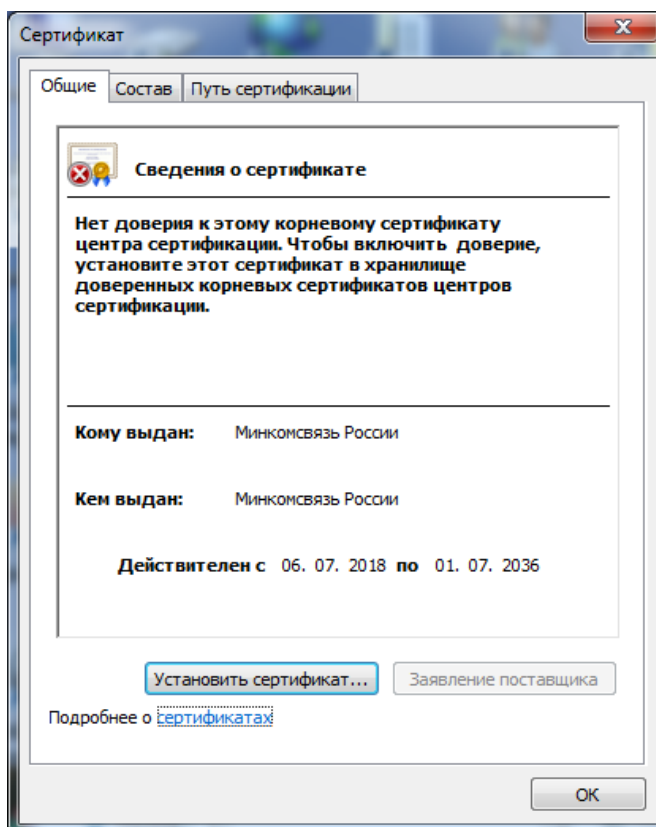 Сертификат
Общие Состав Путь сертификации
Сведения о сертификате
Нет доверия к этому корневому сертификату
центра сертификации. Чтобы включить доверие,
установите этот сертификат в хранилище
доверенных корневых сертификатов центров
сертификации.
Кому выдан: Минкомсвязь России
Кем выдан: Минкомсвязь России
Действителен с 06. 07. 2018 по 01. 07. 2036
Установить сертификат... Заявление поставщика
Подробнее о сертификатах
ОК